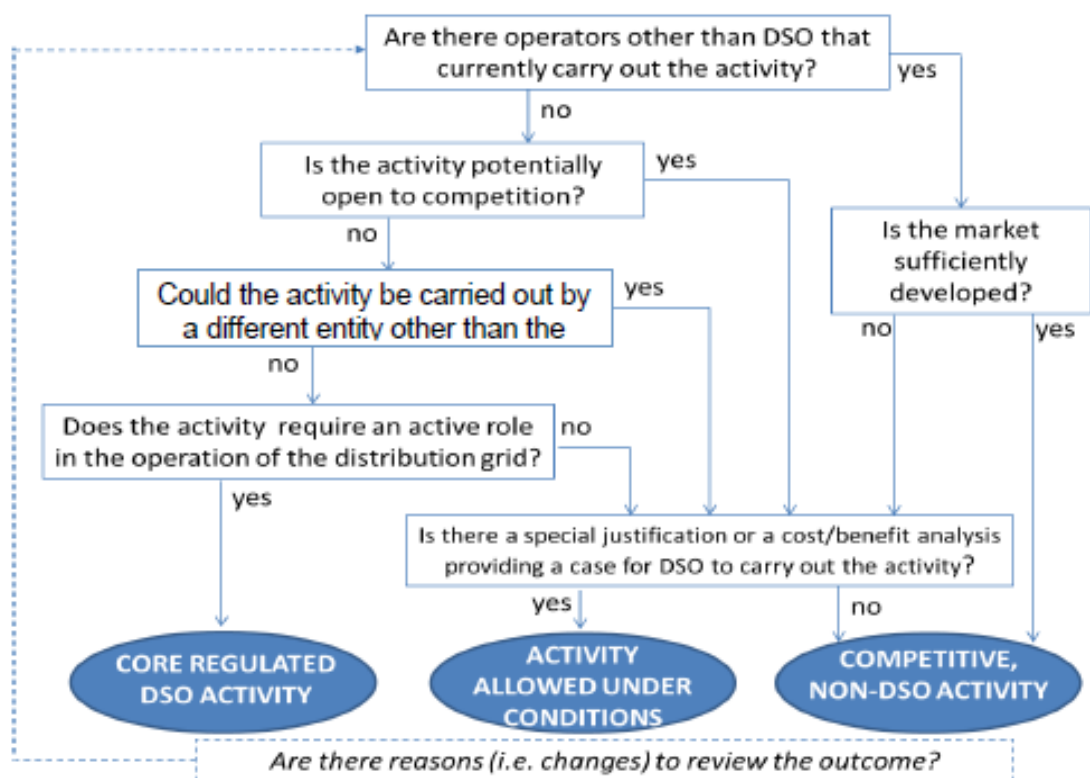 Are there operators other than DSO that
currently carry out the activity?
yes
no
Is the activity potentially
open to competition?
yes
no
Is the market
sufficiently
developed?
Could the activity be carried out by
a different entity other than the
yes
no
yes
no
Does the activity require an active role
in the operation of the distribution grid?
no
yes
Is there a special justification or a cost/benefit analysis
providing a case for DSO to carry out the activity?
yes
no
CORE REGULATED
DSO ACTIVITY
ACTIVITY
ALLOWED UNDER
CONDITIONS
COMPETITIVE,
NON-DSO ACTIVITY
Are there reasons (i.e. changes) to review the outcome?